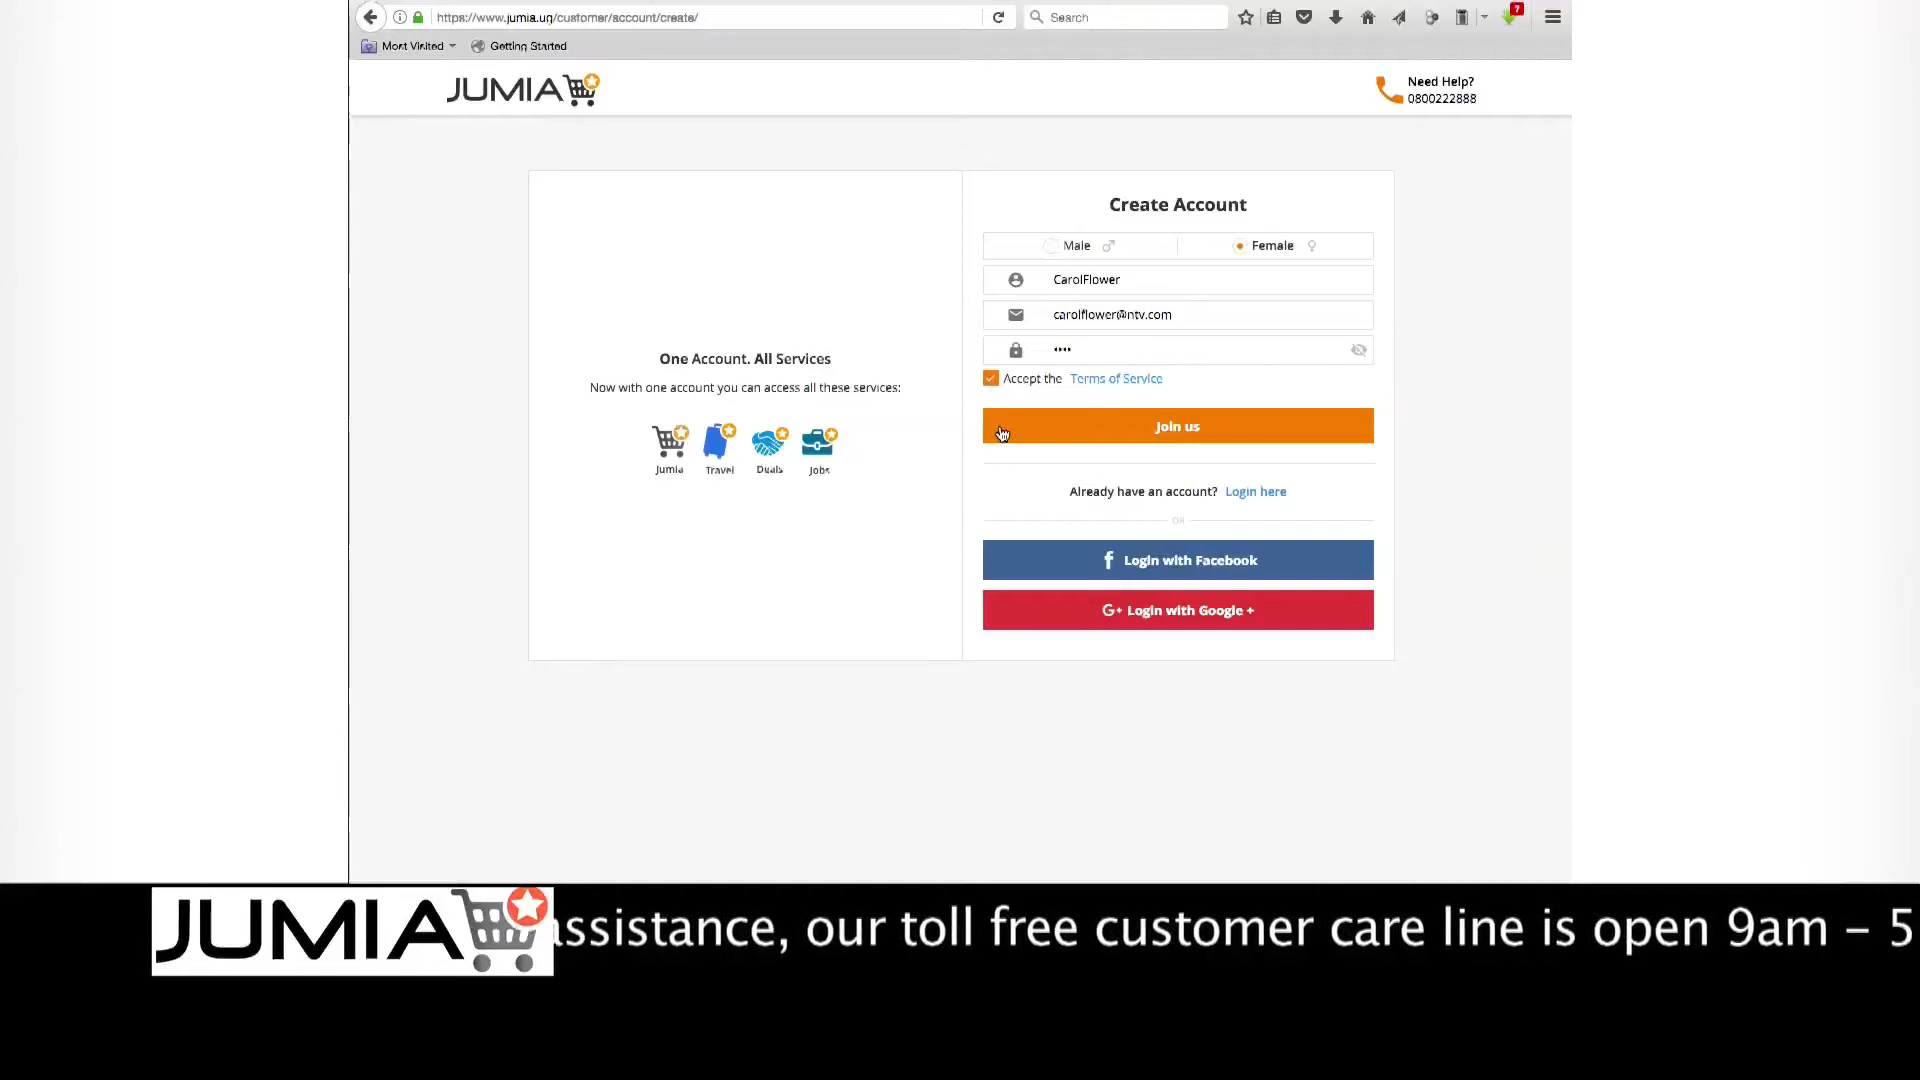 https://www.jumia.ug/customer/account/create/
Search
7
Most Visited
Getting Started
JUMIA
Need Help?
0800222888
Create Account
Male
Female
CarolFlower
carolflower@ntv.com
••••
Accept the Terms of Service
Join us
One Account. All Services
Now with one account you can access all these services:
Jumia
Travel
Deals
Jobs
Already have an account? Login here
OR
Login with Facebook
G+ Login with Google +
JUMIA
assistance, our toll free customer care line is open 9am – 5